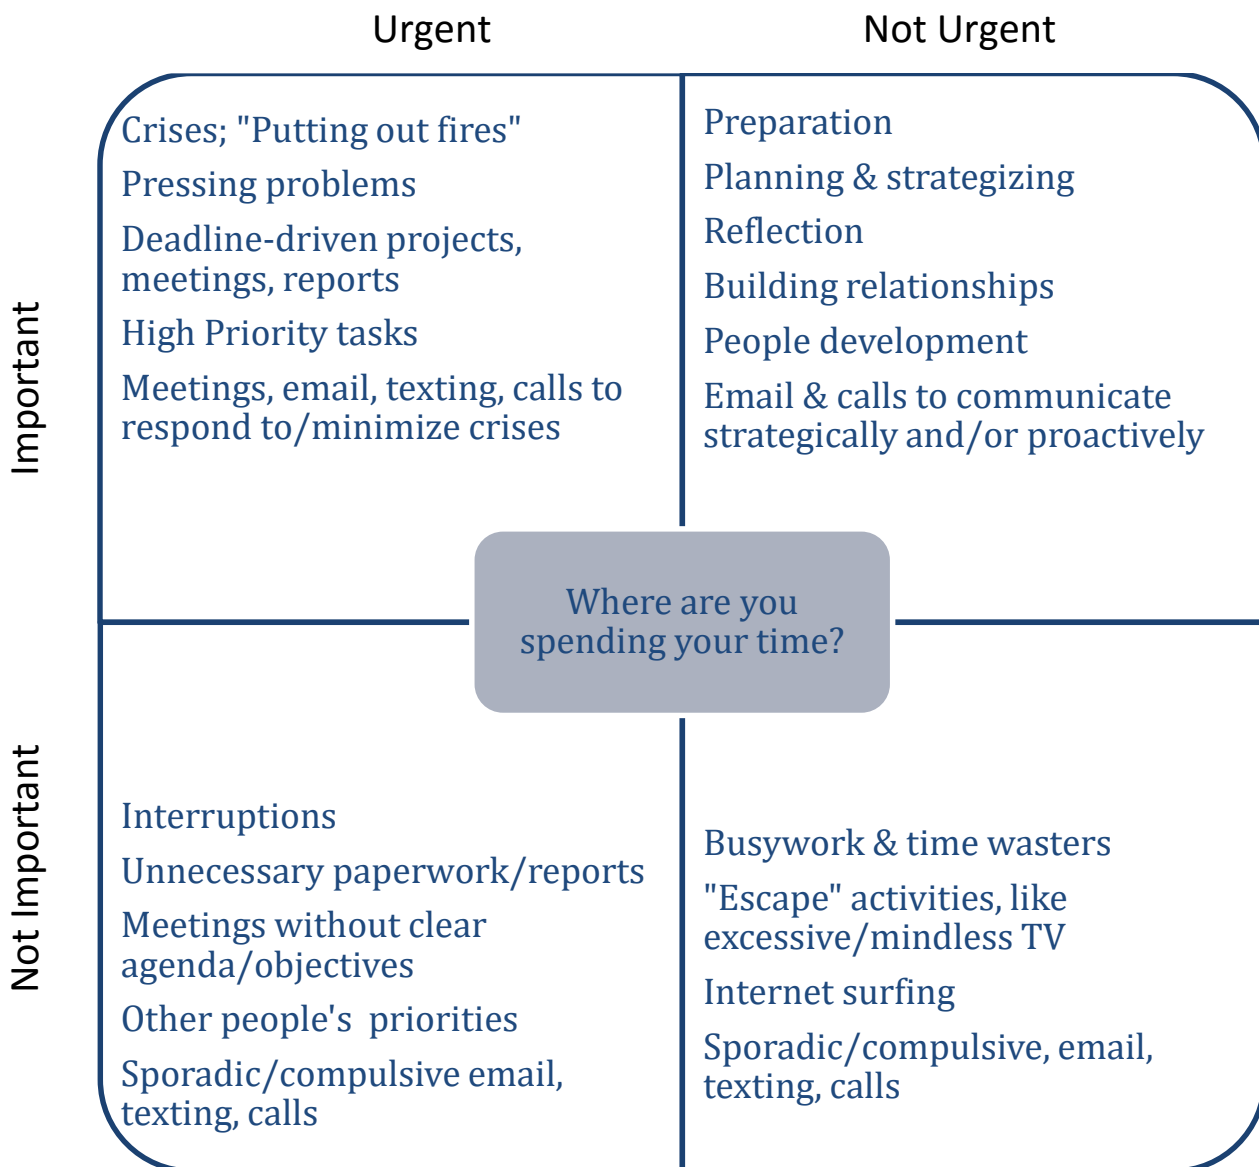 Urgent
Not Urgent
Important
Crises; "Putting out fires"
Pressing problems
Deadline-driven projects,
meetings, reports
High Priority tasks
Meetings, email, texting, calls to
respond to/minimize crises
Preparation
Planning & strategizing
Reflection
Building relationships
People development
Email & calls to communicate
strategically and/or proactively
Where are you
spending your time?
Not Important
Interruptions
Unnecessary paperwork/reports
Meetings without clear
agenda/objectives
Other people's  priorities
Sporadic/compulsive email,
texting, calls
Busywork & time wasters
"Escape" activities, like
excessive/mindless TV
Internet surfing
Sporadic/compulsive, email,
texting, calls